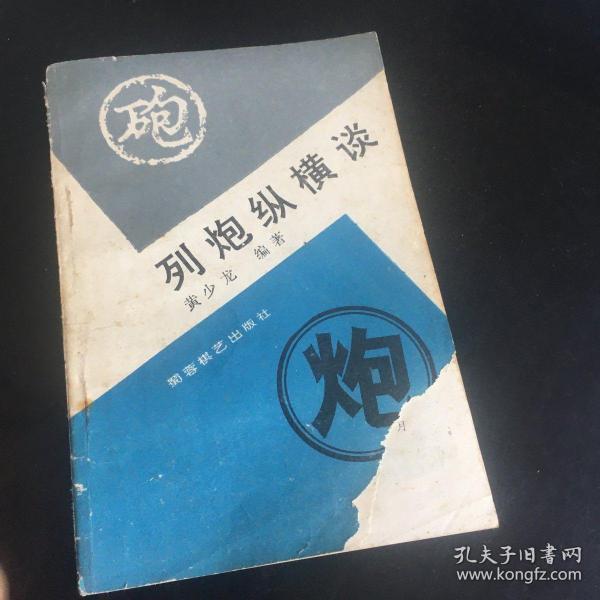 砲
列炮纵横谈
黄少龙 编著
蜀蓉棋艺出版社
炮
月
孔夫子旧书网
www.kongfz.com